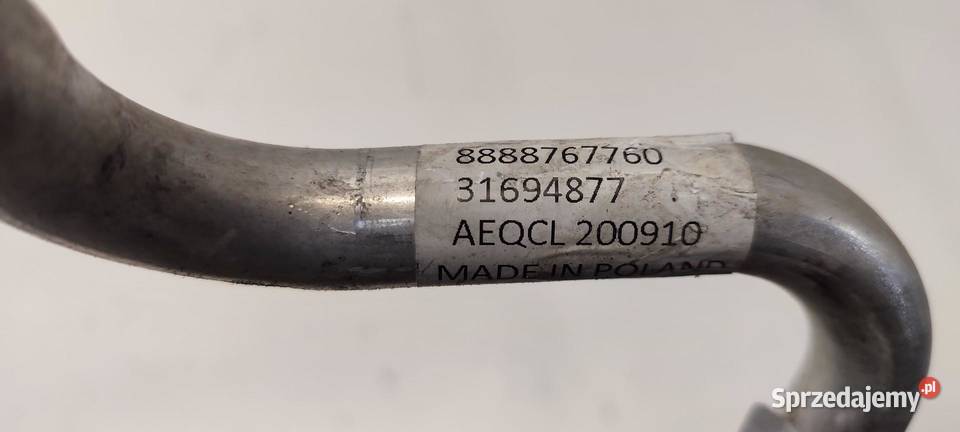 8888767760
31694877
AEQCL 200910
MADE IN POLAND
Sprzedajemy.pl